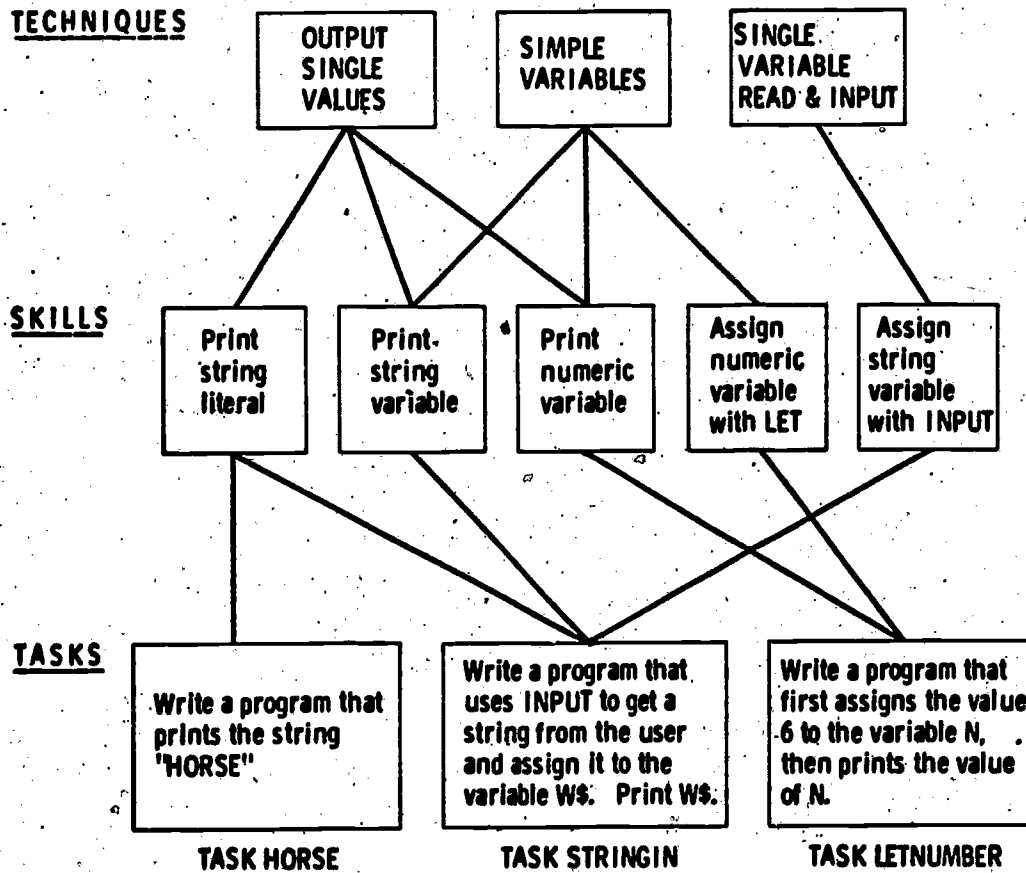 TECHNIQUES
OUTPUT
SINGLE
VALUES
SIMPLE
VARIABLES
SINGLE
VARIABLE
READ & INPUT
SKILLS
Print
string
literal
Print
string
variable
Print
numeric
variable
Assign
numeric
variable
with LET
Assign
string
variable
with INPUT
TASKS
Write a program that
prints the string
"HORSE"
Write a program that
uses INPUT to get a
string from the user
and assign it to the
variable W$. Print W$.
Write a program that
first assigns the value
6 to the variable N,
then prints the value
of N.
TASK HORSE
TASK STRINGIN
TASK LETNUMBER